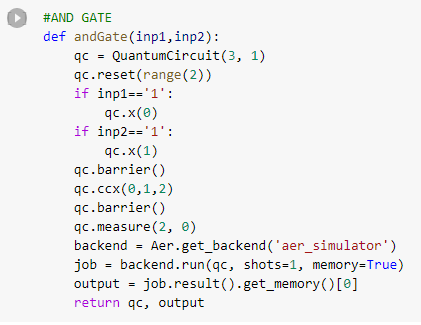 #AND GATE
def andGate(inp1,inp2):
    qc = QuantumCircuit(3, 1)
    qc.reset(range(2))
    if inp1=='1':
        qc.x(0)
    if inp2=='1':
        qc.x(1)
    qc.barrier()
    qc.ccx(0,1,2)
    qc.barrier()
    qc.measure(2, 0)
    backend = Aer.get_backend('aer_simulator')
    job = backend.run(qc, shots=1, memory=True)
    output = job.result().get_memory()[0]
    return qc, output